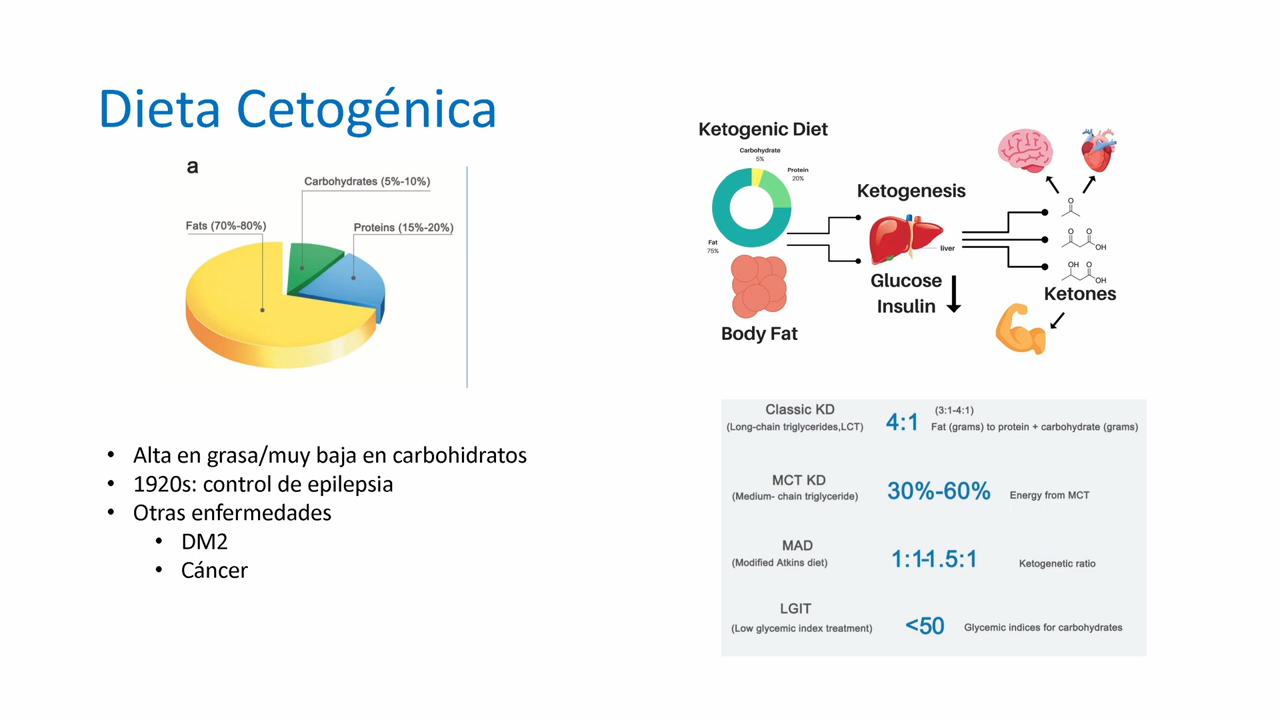 Dieta Cetogénica
a
Carbohydrates (5%-10%)
Fats (70%-80%)
Proteins (15%-20%)
• Alta en grasa/muy baja en carbohidratos
• 1920s: control de epilepsia
• Otras enfermedades
• DM2
• Cáncer
Ketogenic Diet
Carbohydrate
5%
Protein
20%
Fat
75%
Body Fat
Ketogenesis
liver
Glucose
Insulin
O
O O
OH
OH O
OH
Ketones
Classic KD
(Long-chain triglycerides,LCT)
4:1
(3:1-4:1)
Fat (grams) to protein + carbohydrate (grams)
MCT KD
(Medium- chain triglyceride)
30%-60%
Energy from MCT
MAD
(Modified Atkins diet)
1:1-1.5:1
Ketogenetic ratio
LGIT
(Low glycemic index treatment)
<50
Glycemic indices for carbohydrates